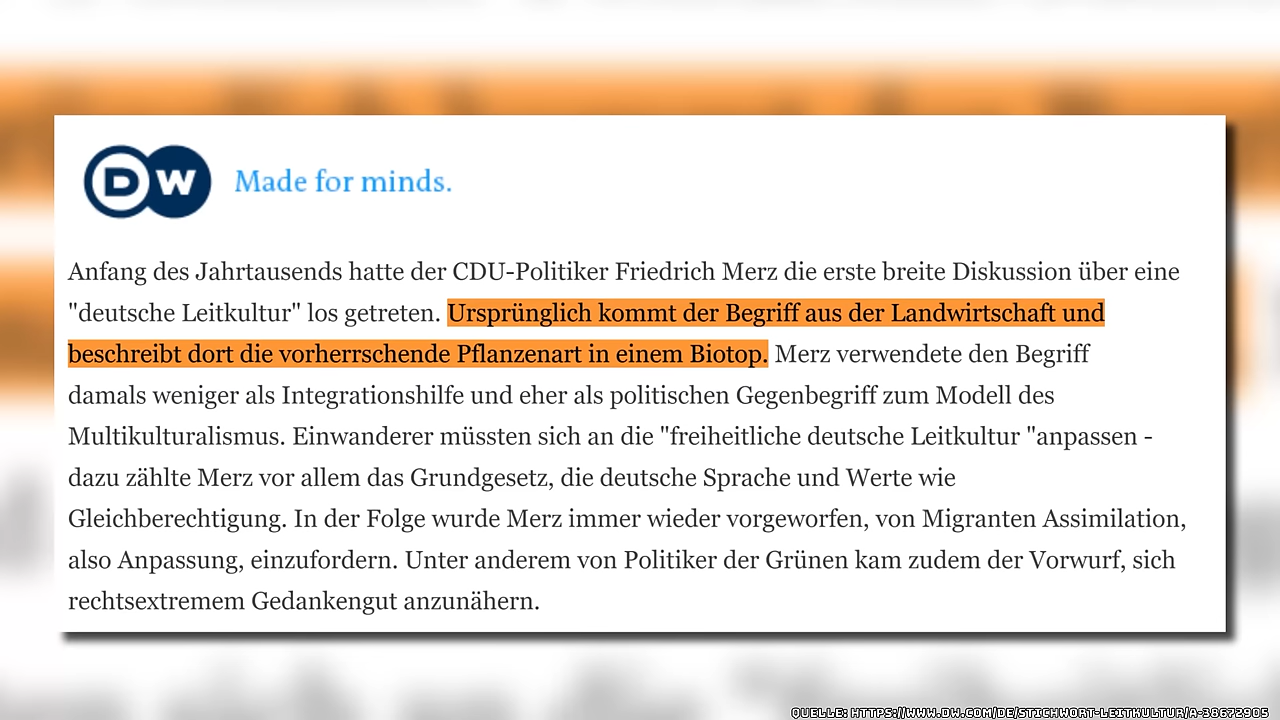 DW Made for minds.
Anfang des Jahrtausends hatte der CDU-Politiker Friedrich Merz die erste breite Diskussion über eine
"deutsche Leitkultur" los getreten. Ursprünglich kommt der Begriff aus der Landwirtschaft und
beschreibt dort die vorherrschende Pflanzenart in einem Biotop. Merz verwendete den Begriff
damals weniger als Integrationshilfe und eher als politischen Gegenbegriff zum Modell des
Multikulturalismus. Einwanderer müssten sich an die "freiheitliche deutsche Leitkultur "anpassen -
dazu zählte Merz vor allem das Grundgesetz, die deutsche Sprache und Werte wie
Gleichberechtigung. In der Folge wurde Merz immer wieder vorgeworfen, von Migranten Assimilation,
also Anpassung, einzufordern. Unter anderem von Politiker der Grünen kam zudem der Vorwurf, sich
rechtsextremem Gedankengut anzunähern.
QUELLE: HTTPS://WWW.DW.COM/DE/STICHWORT-LEITKULTUR/A-38672905